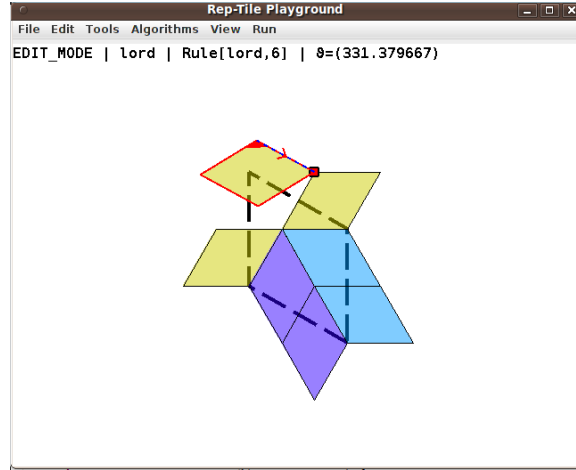 Rep-Tile Playground
File Edit Tools Algorithms View Run
EDIT_MODE | lord | Rule[lord,6] | ϑ=(331.379667)